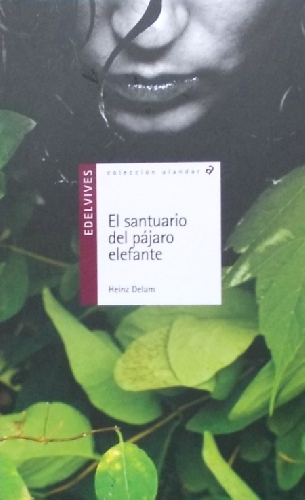 EDELVIVES
colección alandar
El santuario
del pájaro
elefante
Heinz Delam